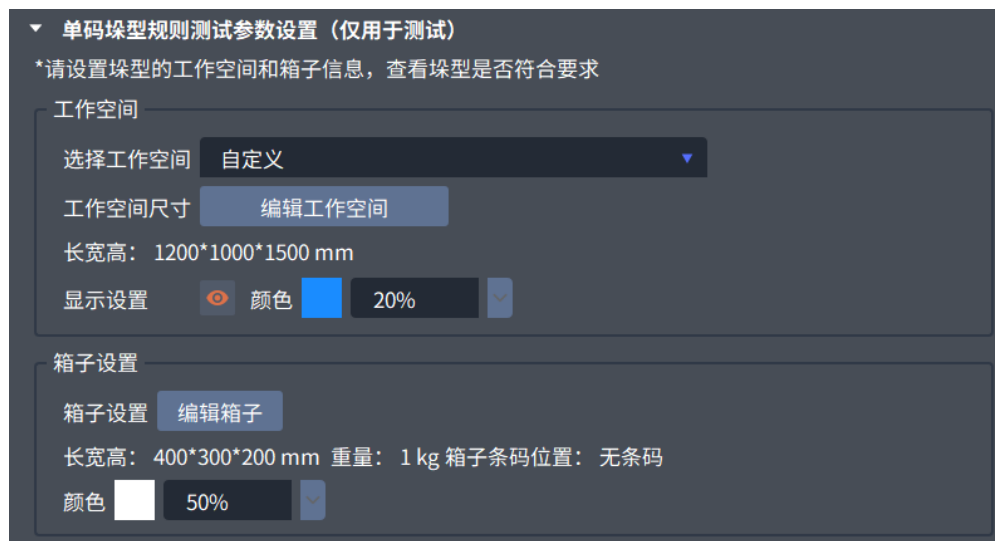 单码垛型规则测试参数设置（仅用于测试）
*请设置垛型的工作空间和箱子信息，查看垛型是否符合要求
工作空间
选择工作空间 自定义
工作空间尺寸 编辑工作空间
长宽高： 1200*1000*1500 mm
显示设置 颜色 20%
箱子设置
箱子设置 编辑箱子
长宽高： 400*300*200 mm 重量： 1 kg 箱子条码位置： 无条码
颜色 50%